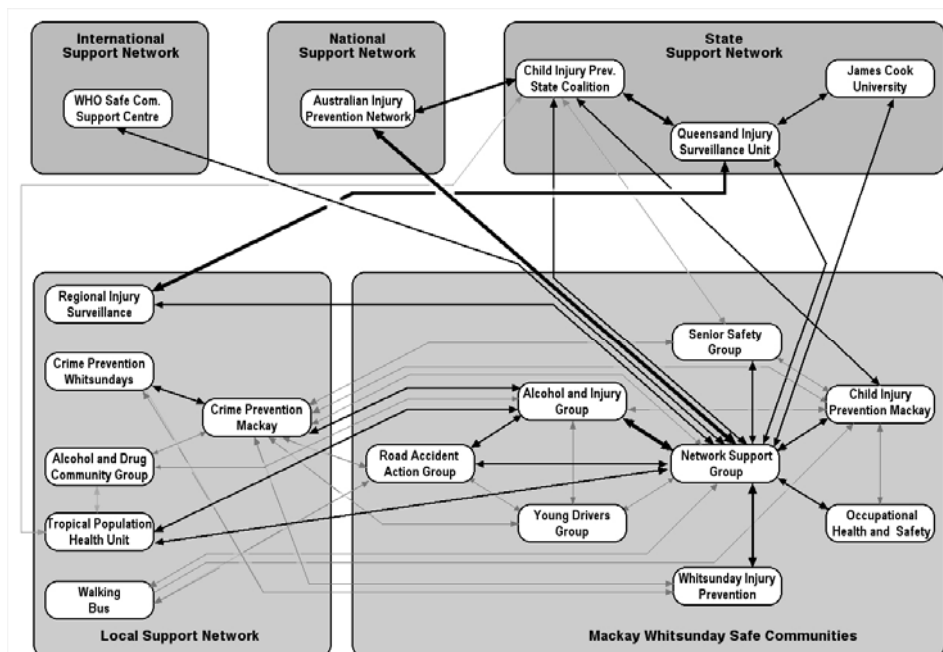 International
Support Network
National
Support Network
State
Support Network
WHO Safe Com.
Support Centre
Australian Injury
Prevention Network
Child Injury Prev.
State Coalition
James Cook
University
Queensand Injury
Surveillance Unit
Regional Injury
Surveillance
Crime Prevention
Whitsundays
Crime Prevention
Mackay
Alcohol and Drug
Community Group
Tropical Population
Health Unit
Walking
Bus
Local Support Network
Senior Safety
Group
Alcohol and Injury
Group
Child Injury
Prevention Mackay
Road Accident
Action Group
Network Support
Group
Young Drivers
Group
Occupational
Health and Safety
Whitsunday Injury
Prevention
Mackay Whitsunday Safe Communities